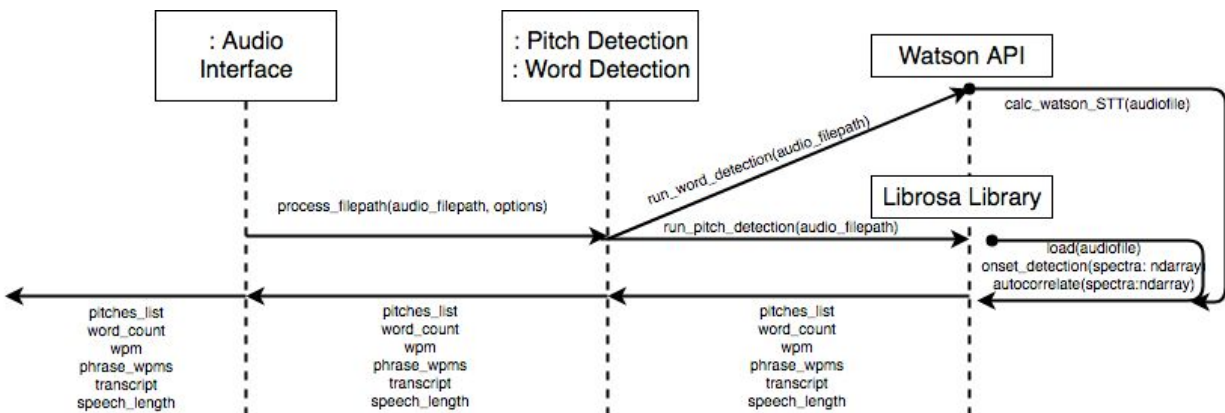 : Audio
Interface
: Pitch Detection
: Word Detection
Watson API
calc_watson_STT(audiofile)
run_word_detection(audio_filepath)
Librosa Library
process_filepath(audio_filepath, options)
run_pitch_detection(audio_filepath)
load(audiofile)
onset_detection(spectra: ndarray)
autocorrelate(spectra:ndarray)
pitches_list
word_count
wpm
phrase_wpms
transcript
speech_length
pitches_list
word_count
wpm
phrase_wpms
transcript
speech_length
pitches_list
word_count
wpm
phrase_wpms
transcript
speech_length